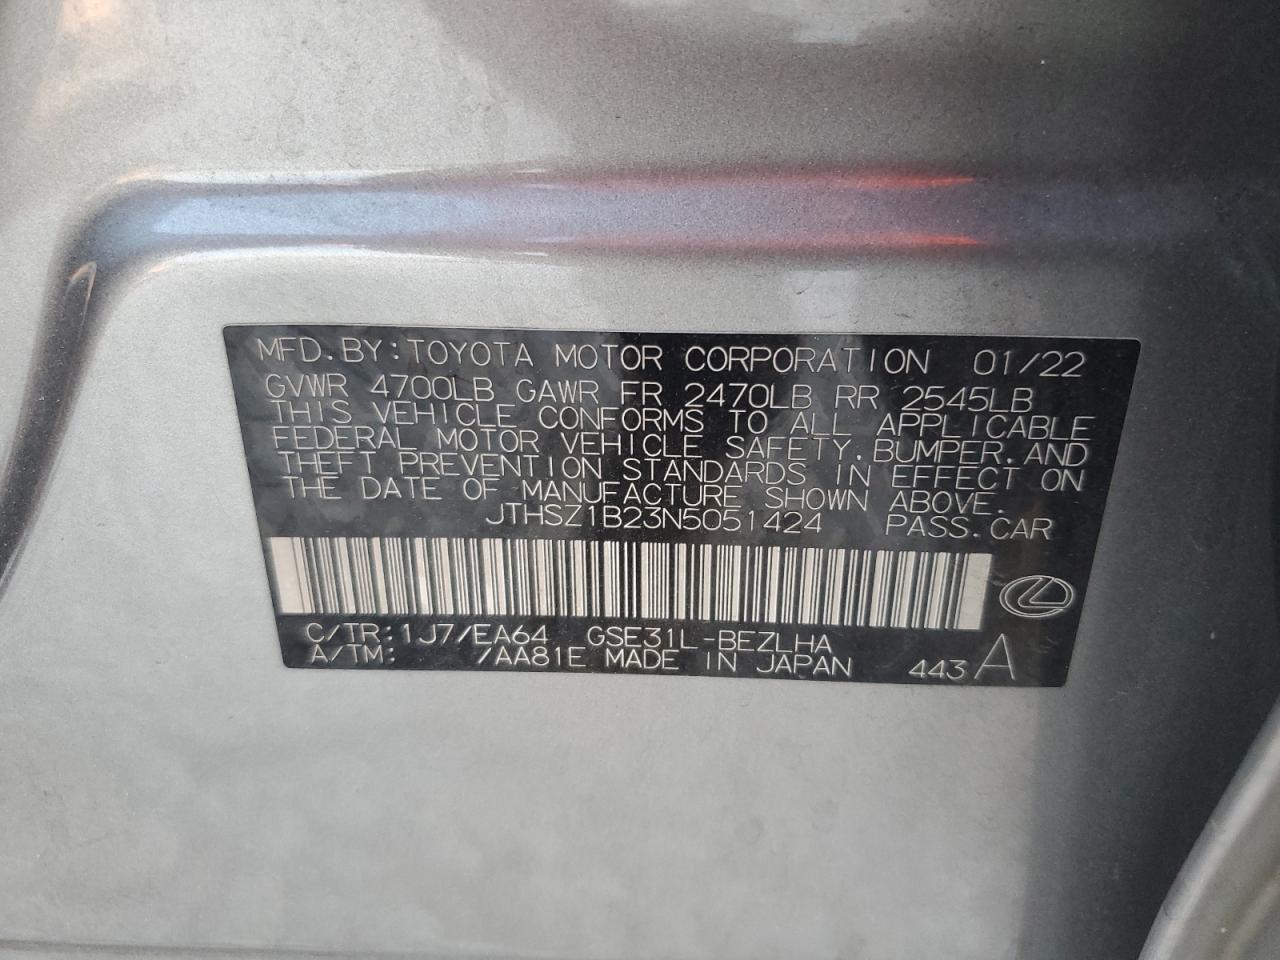 MFD.BY:TOYOTA MOTOR CORPORATION 01/22
GVWR 4700LB GAWR FR 2470LB RR 2545LB
THIS VEHICLE CONFORMS TO ALL APPLICABLE
FEDERAL MOTOR VEHICLE SAFETY,BUMPER,AND
THEFT PREVENTION STANDARDS IN EFFECT ON
THE DATE OF MANUFACTURE SHOWN ABOVE.
JTHSZ1B23N5051424 PASS.CAR
C/TR:1J7/EA64 GSE31L-BEZLHA
A/TM: /AA81E MADE IN JAPAN 443 A